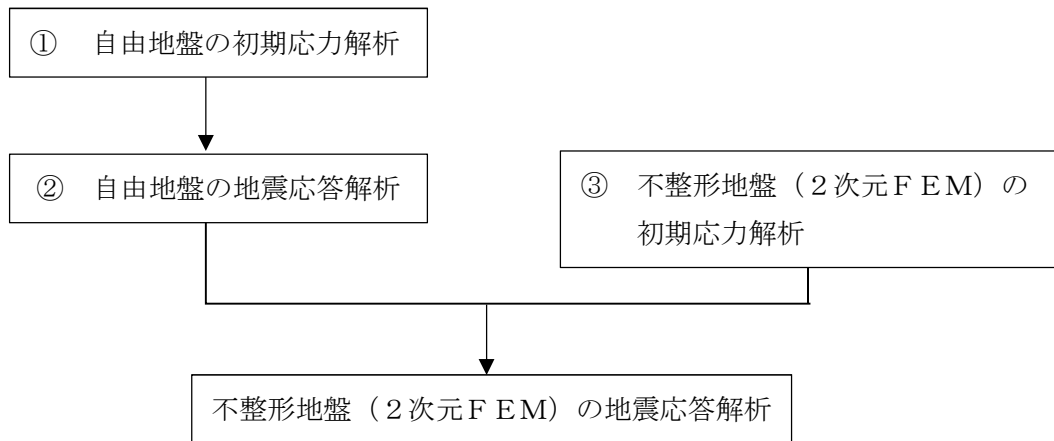 ① 自由地盤の初期応力解析
② 自由地盤の地震応答解析
③ 不整形地盤（２次元ＦＥＭ）の
初期応力解析
不整形地盤（２次元ＦＥＭ）の地震応答解析